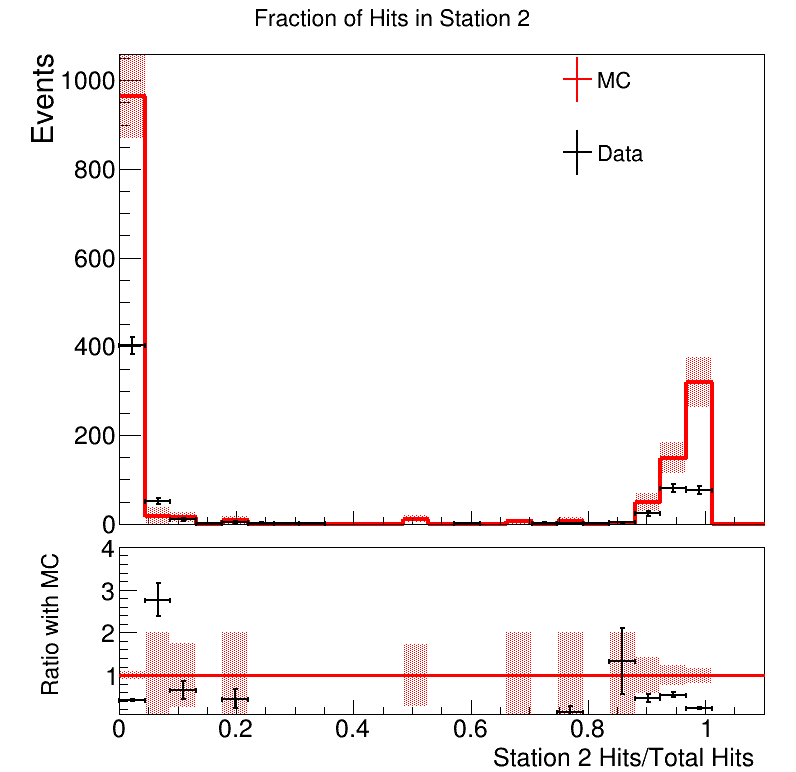 Fraction of Hits in Station 2
Events
1000
800
600
400
200
0
MC
Data
Ratio with MC
4
3
2
1
0 0.2 0.4 0.6 0.8 1
Station 2 Hits/Total Hits